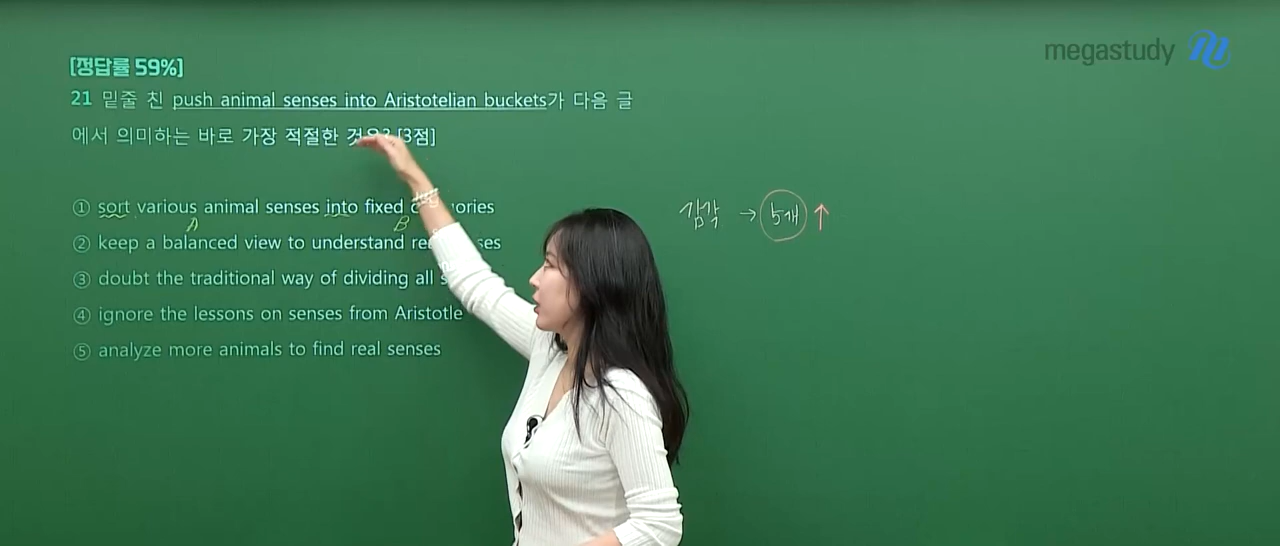 megastudy
[정답률 59%]
21 밑줄 친 push animal senses into Aristotelian buckets가 다음 글
에서 의미하는 바로 가장 적절한 것은? [3점]
① sort various animal senses into fixed
A B
② keep a balanced view to understand
③ doubt the traditional way of dividing all
④ ignore the lessons on senses from Aristotle
⑤ analyze more animals to find real senses
감각 → 5개 ↑